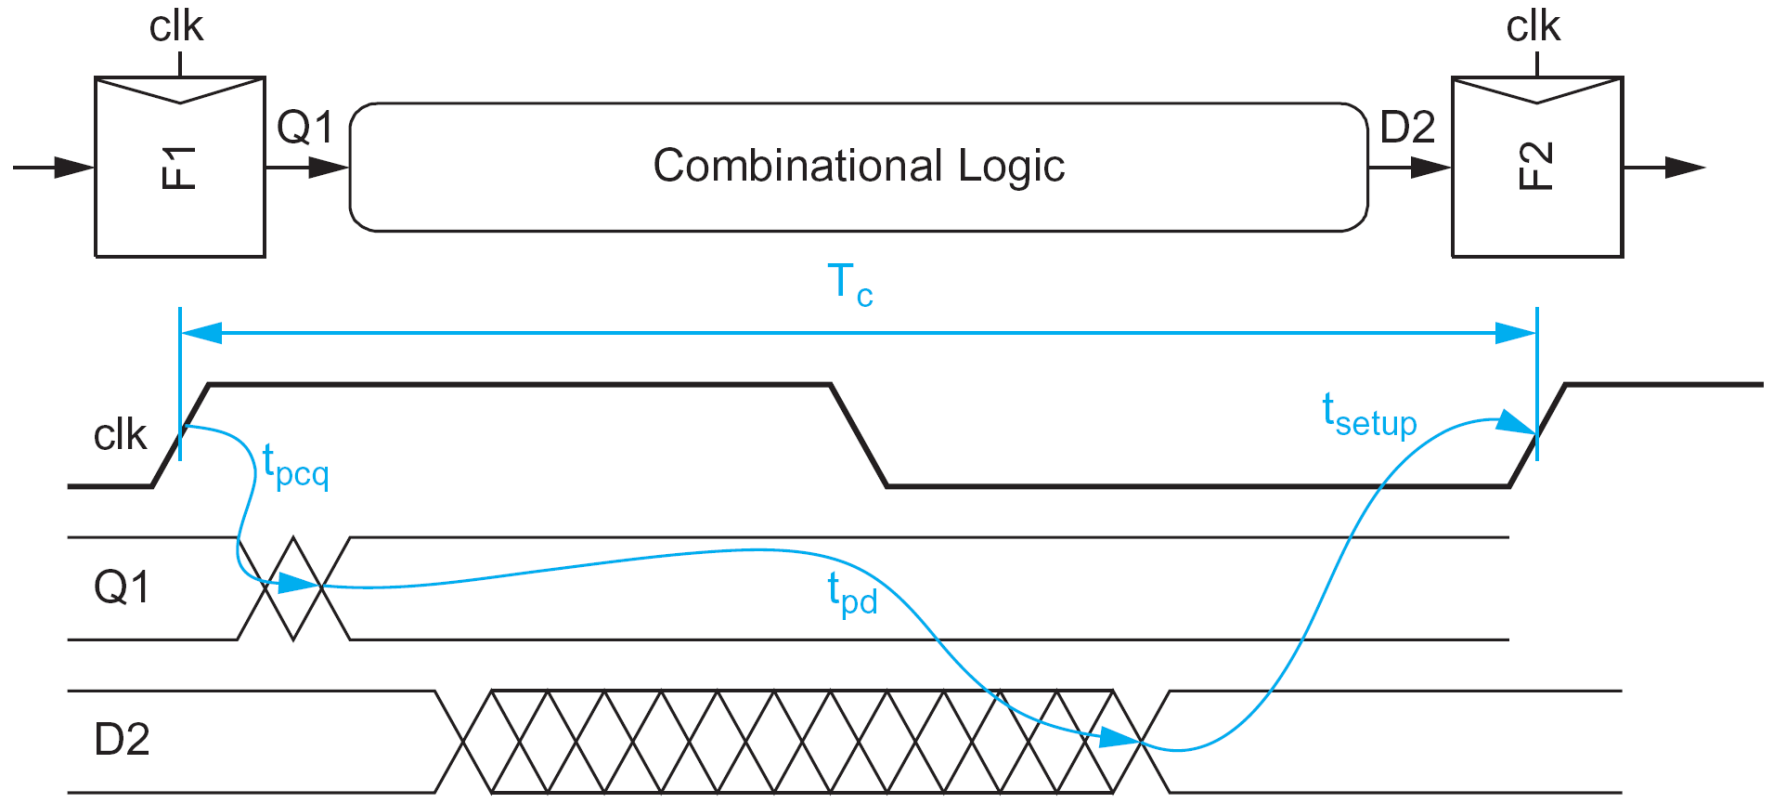 clk
clk
F1
Q1
Combinational Logic
D2
F2
Tc
clk
tpcq
tsetup
Q1
tpd
D2